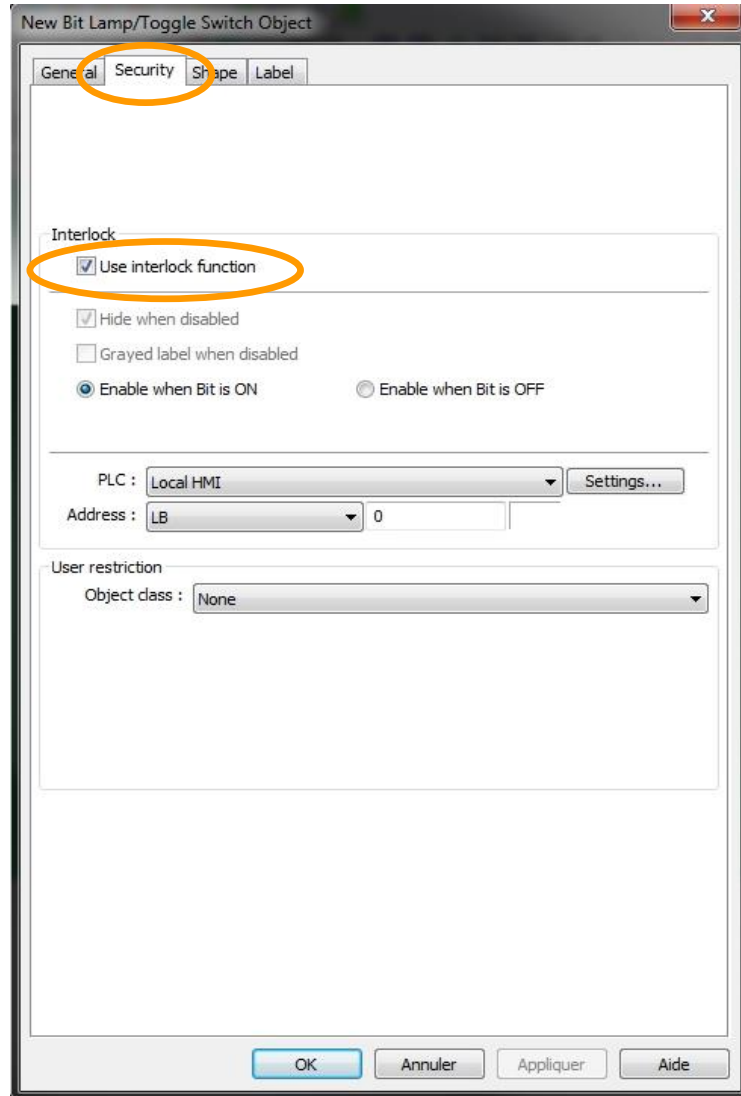 New Bit Lamp/Toggle Switch Object
General Security Shape Label
Interlock
Use interlock function
Hide when disabled
Grayed label when disabled
Enable when Bit is ON Enable when Bit is OFF
PLC : Local HMI Settings...
Address : LB 0
User restriction
Object class : None
OK Annuler Appliquer Aide